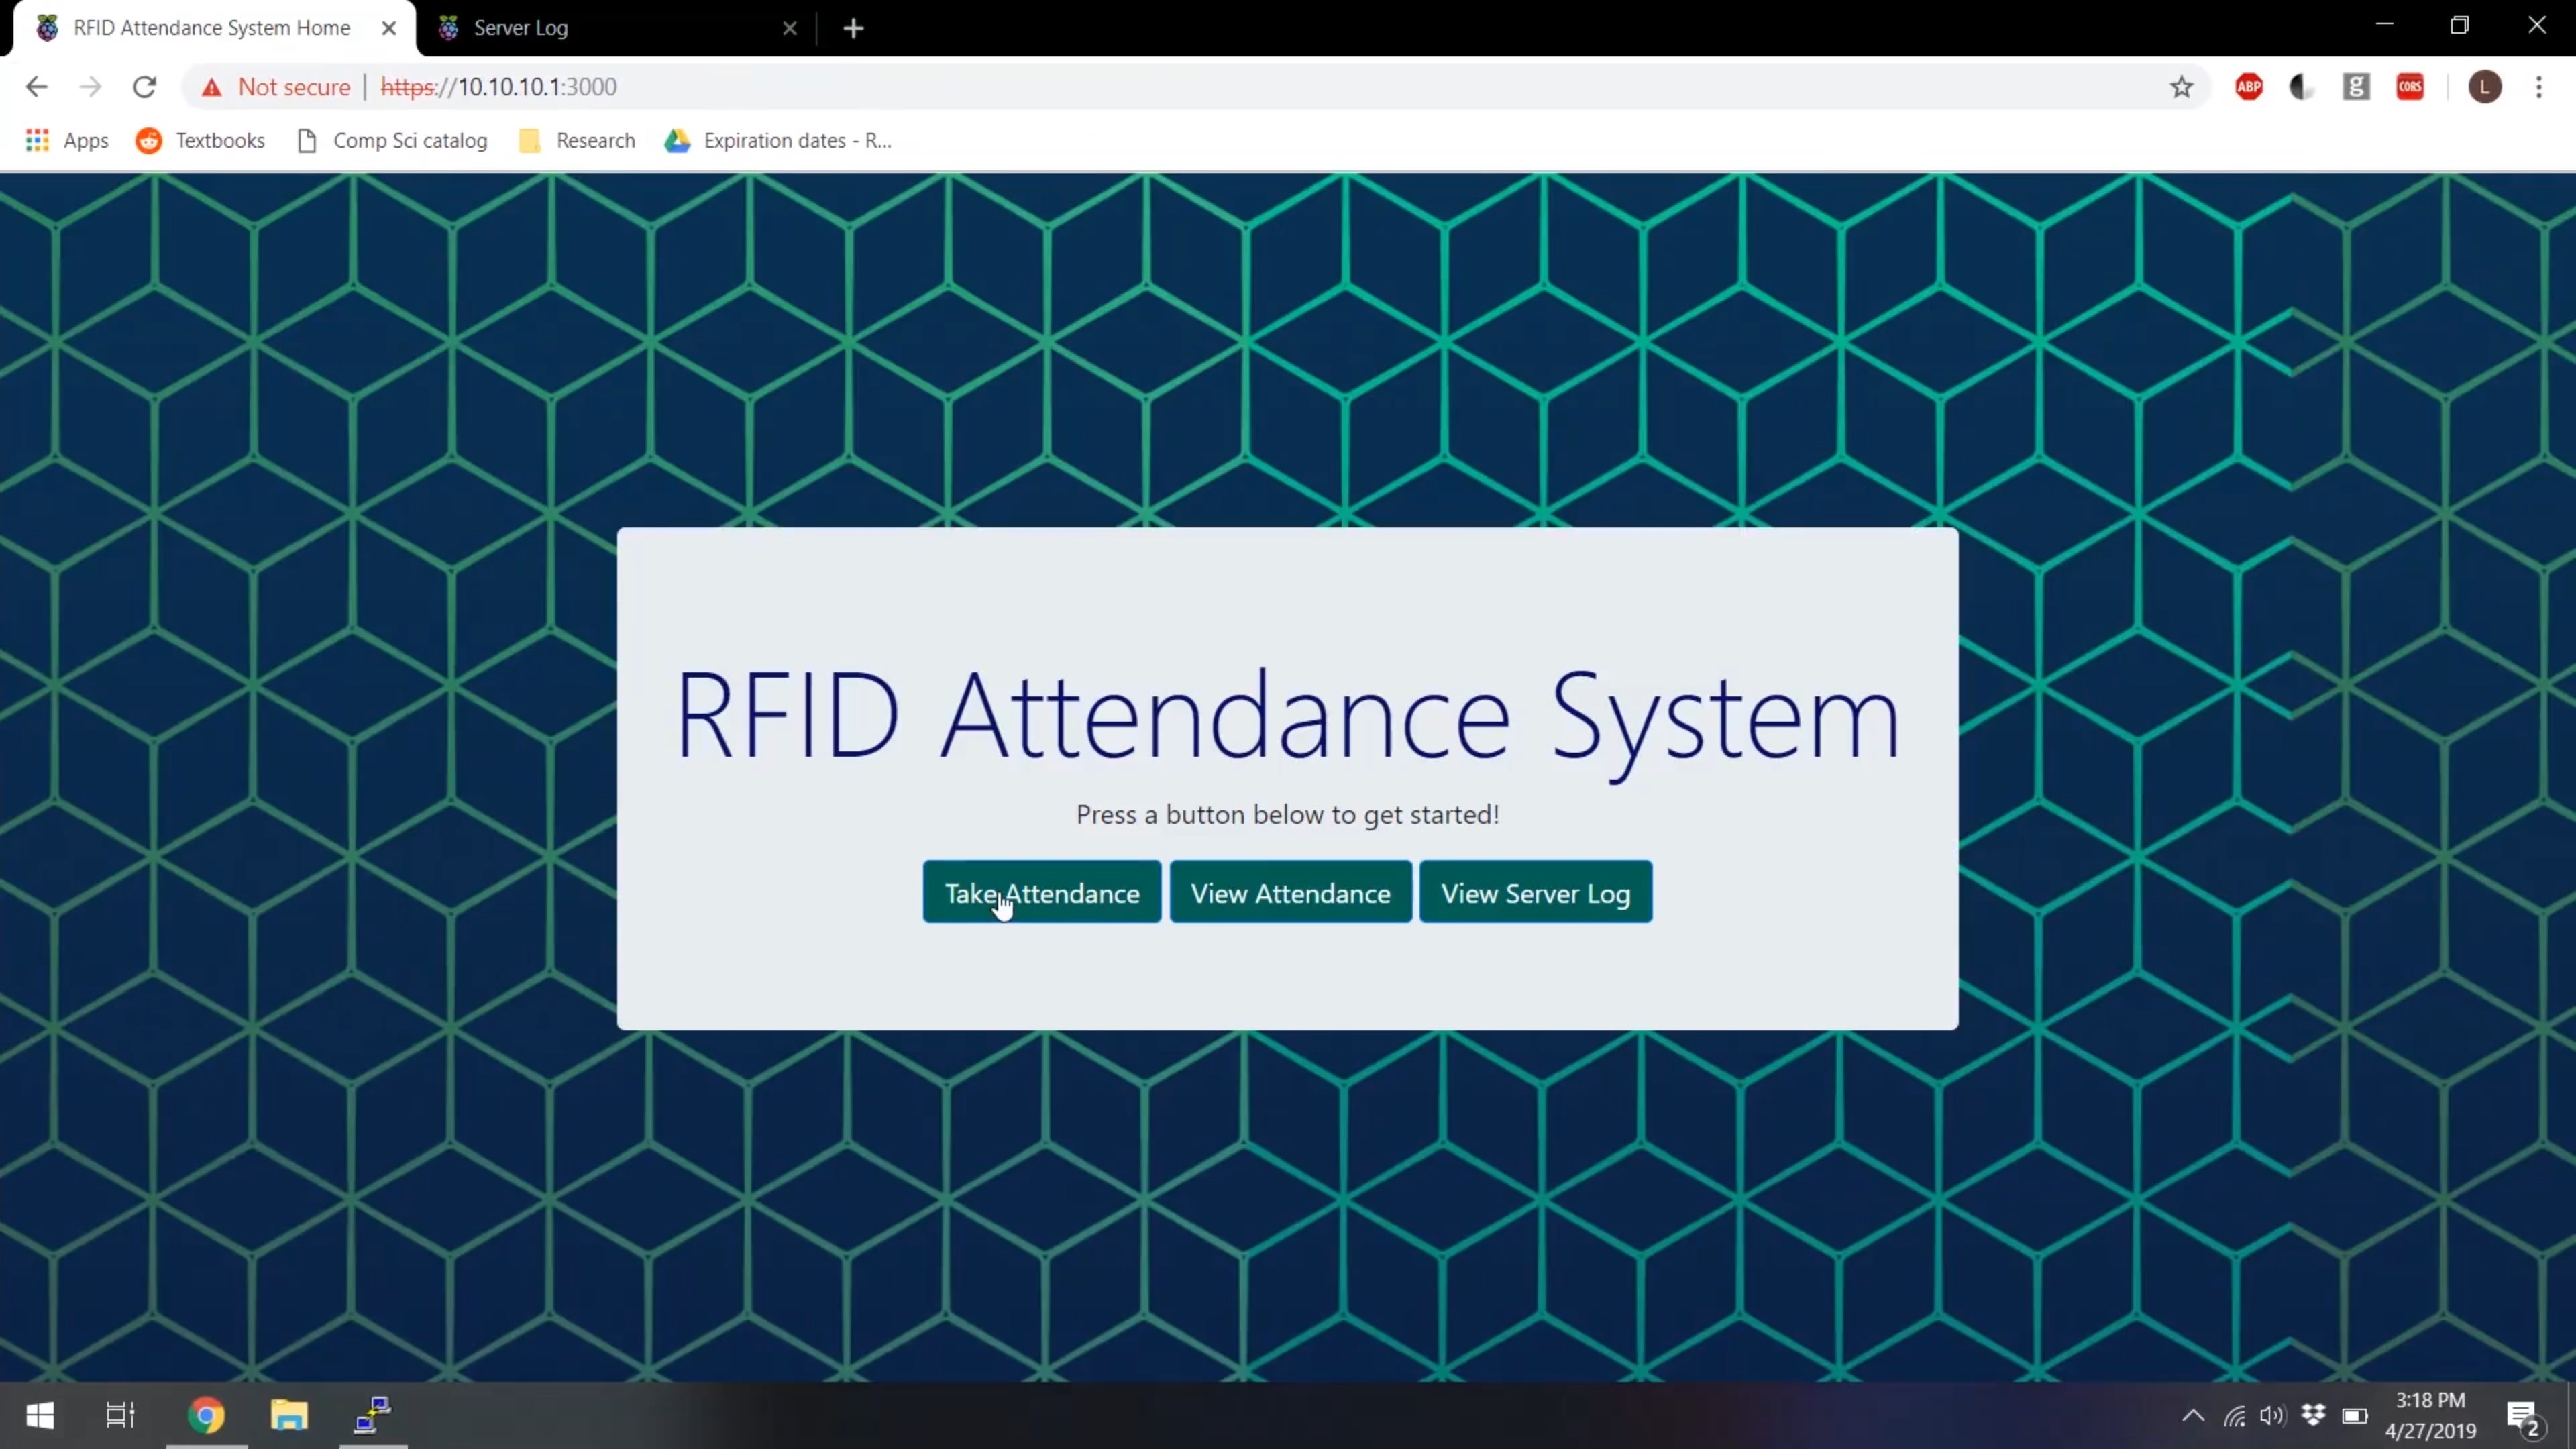 RFID Attendance System Home
Server Log
Not secure | https://10.10.10.1:3000
ABP
g
CORS
L
Apps
Textbooks
Comp Sci catalog
Research
Expiration dates - R...
RFID Attendance System
Press a button below to get started!
Take Attendance
View Attendance
View Server Log
3:18 PM
4/27/2019
2